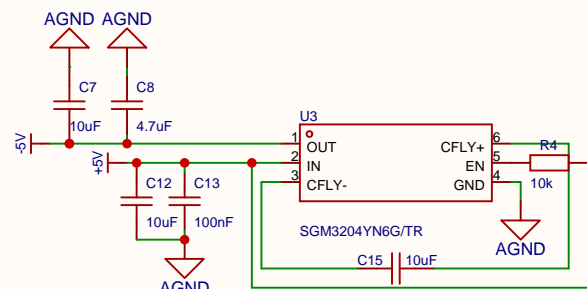 AGND AGND
C7
C8
10uF
4.7uF
-5V
+5V
U3
1
OUT
CFLY+
6
2
IN
EN
5
3
CFLY-
GND
4
R4
10k
C12
C13
10uF
100nF
SGM3204YN6G/TR
AGND
C15
10uF
AGND